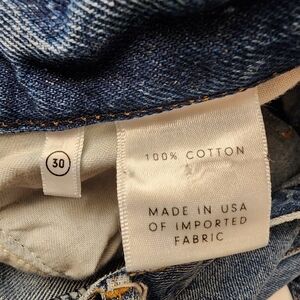 30
100% COTTON
MADE IN USA
OF IMPORTED
FABRIC